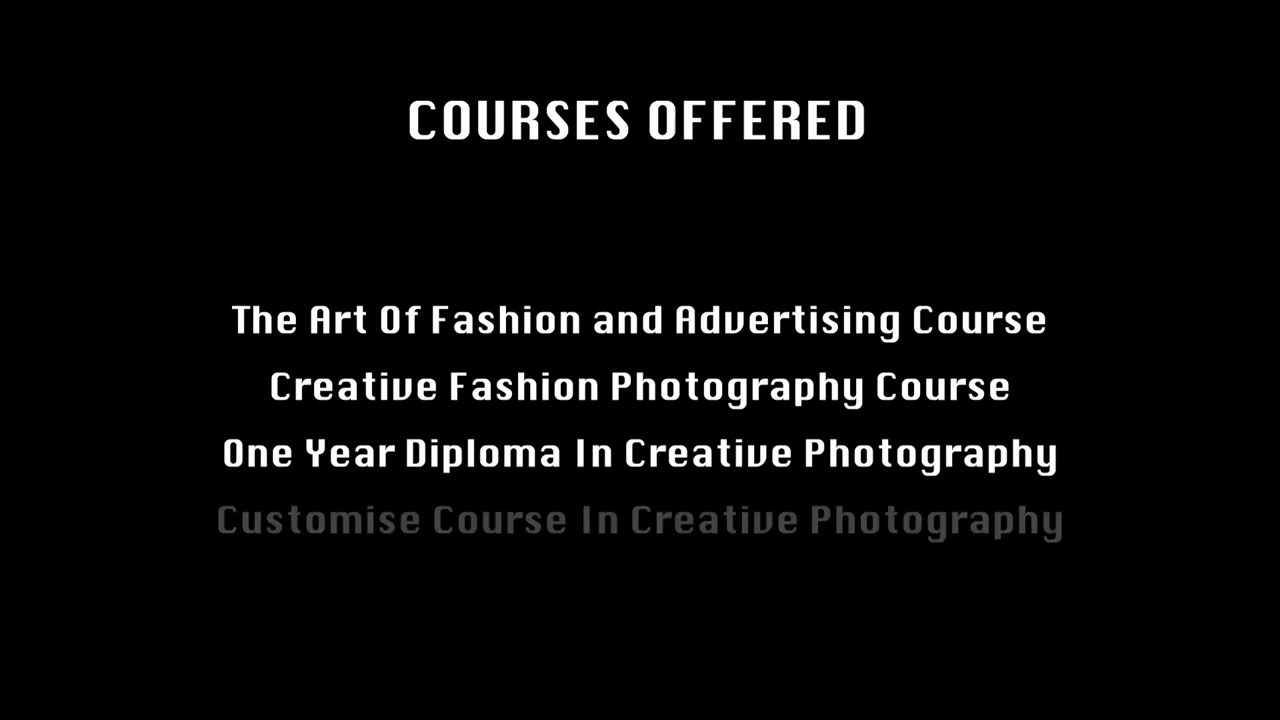 COURSES OFFERED
The Art Of Fashion and Advertising Course
Creative Fashion Photography Course
One Year Diploma In Creative Photography
Customise Course In Creative Photography